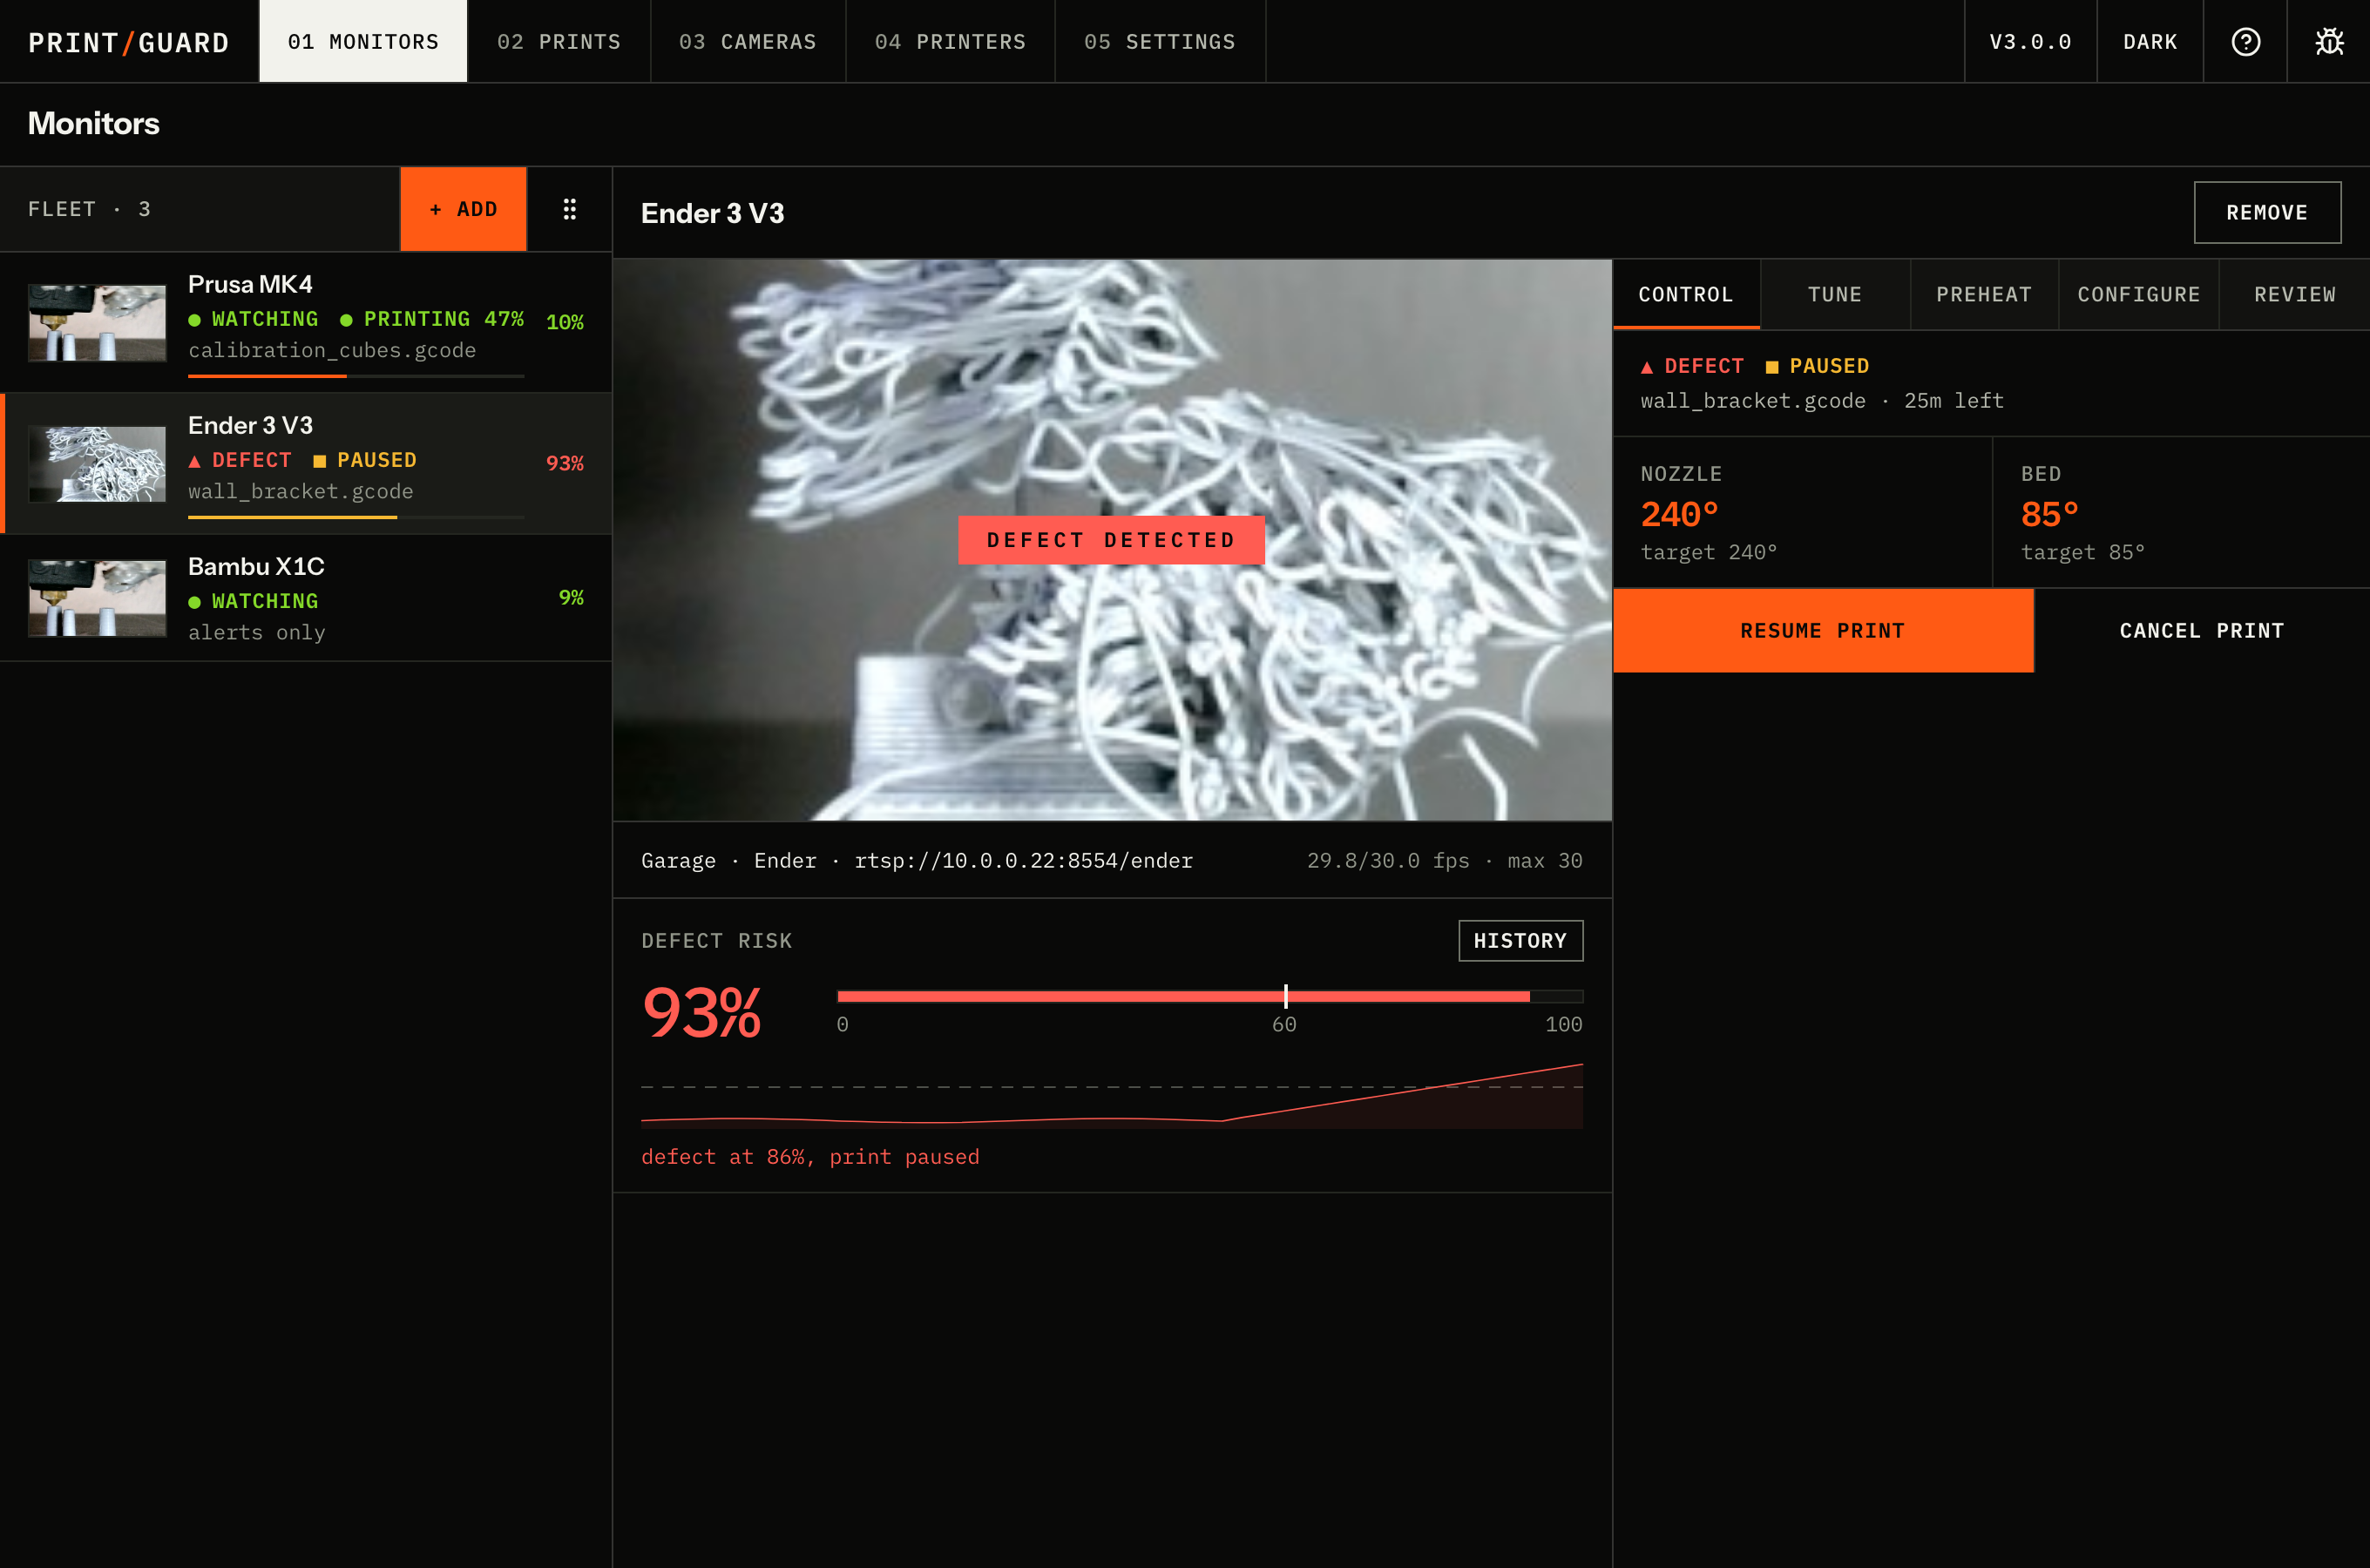 PRINT/GUARD
01 MONITORS
02 PRINTS
03 CAMERAS
04 PRINTERS
05 SETTINGS
V3.0.0
DARK
Monitors
FLEET · 3
+ ADD
Prusa MK4
● WATCHING ● PRINTING 47%
10%
calibration_cubes.gcode
Ender 3 V3
▲ DEFECT ■ PAUSED
93%
wall_bracket.gcode
Bambu X1C
● WATCHING
9%
alerts only
Ender 3 V3
REMOVE
DEFECT DETECTED
Garage · Ender · rtsp://10.0.0.22:8554/ender
29.8/30.0 fps · max 30
DEFECT RISK
HISTORY
93%
0
60
100
defect at 86%, print paused
CONTROL
TUNE
PREHEAT
CONFIGURE
REVIEW
▲ DEFECT ■ PAUSED
wall_bracket.gcode · 25m left
NOZZLE
240°
target 240°
BED
85°
target 85°
RESUME PRINT
CANCEL PRINT